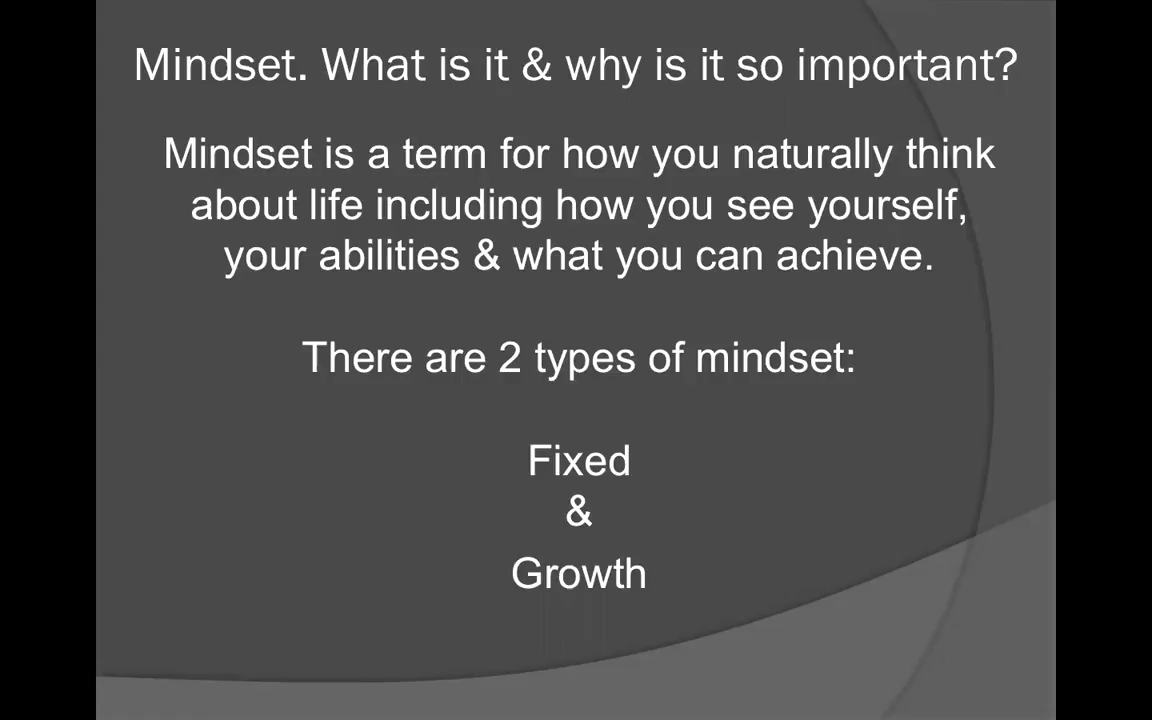 Mindset. What is it & why is it so important?
Mindset is a term for how you naturally think
about life including how you see yourself,
your abilities & what you can achieve.
There are 2 types of mindset:
Fixed
&
Growth